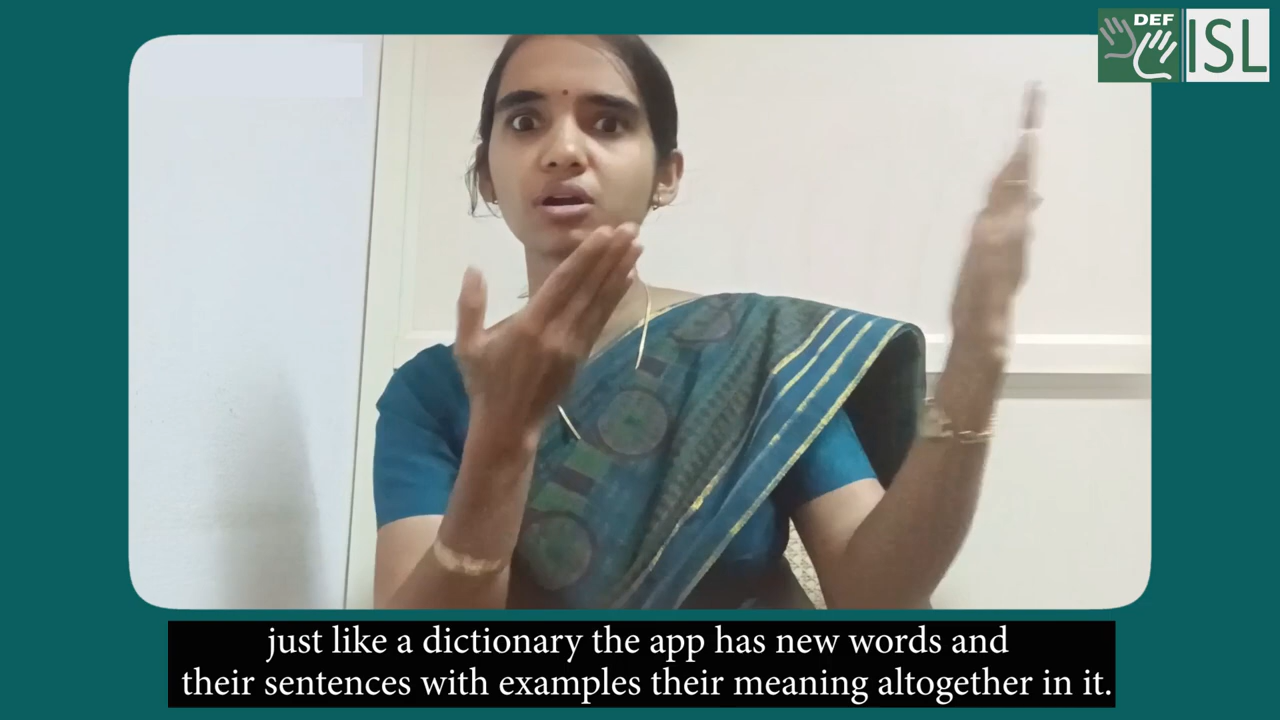 DEF
ISL
just like a dictionary the app has new words and
their sentences with examples their meaning altogether in it.